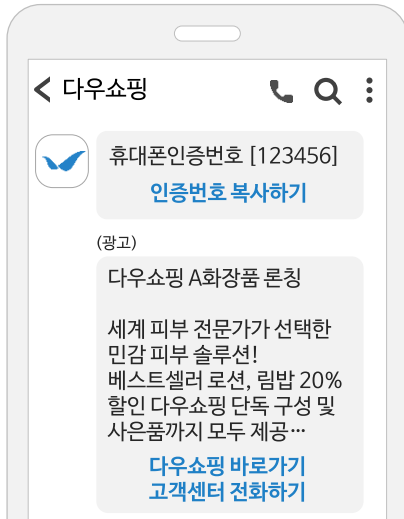 다우쇼핑
휴대폰인증번호 [123456]
인증번호 복사하기
(광고)
다우쇼핑 A화장품 론칭
세계 피부 전문가가 선택한
민감 피부 솔루션!
베스트셀러 로션, 림밥 20%
할인 다우쇼핑 단독 구성 및
사은품까지 모두 제공…
다우쇼핑 바로가기
고객센터 전화하기